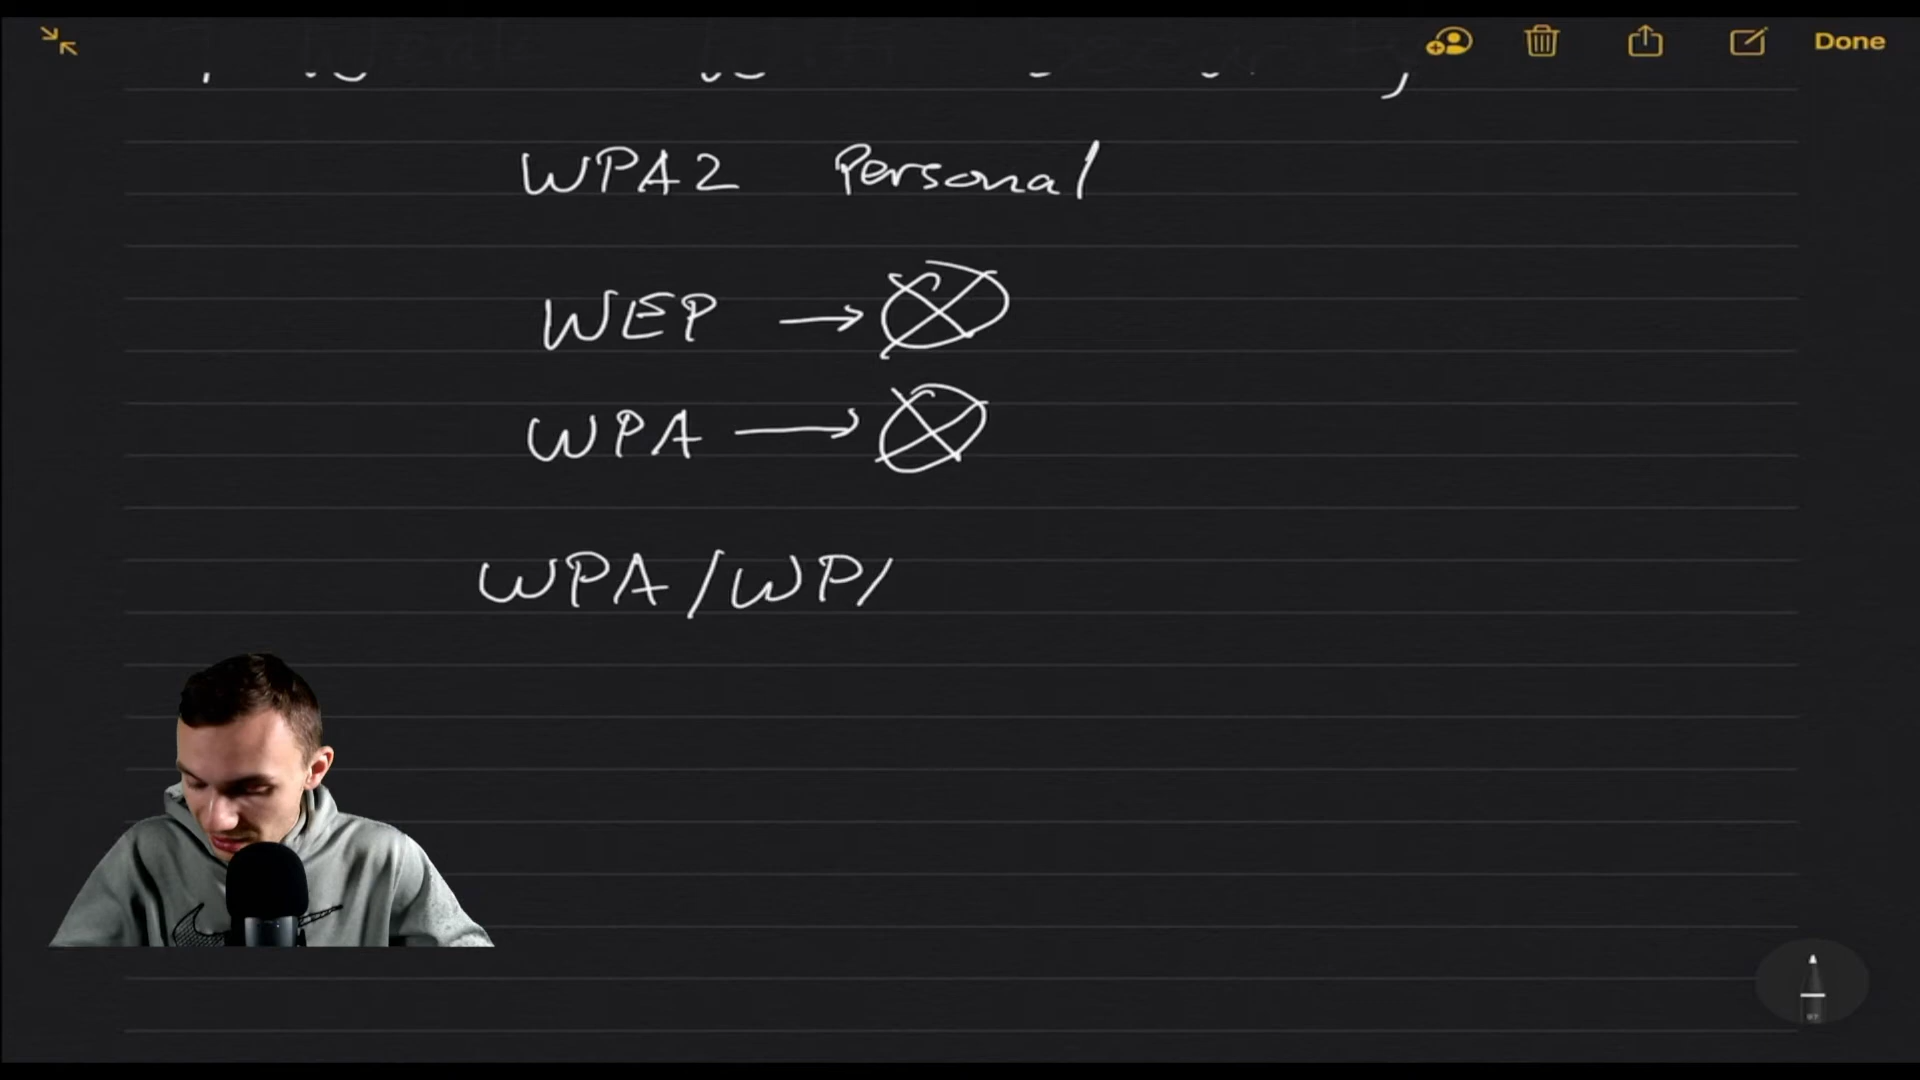 Done
WPA2 Personal
WEP →
WPA →
WPA/WP